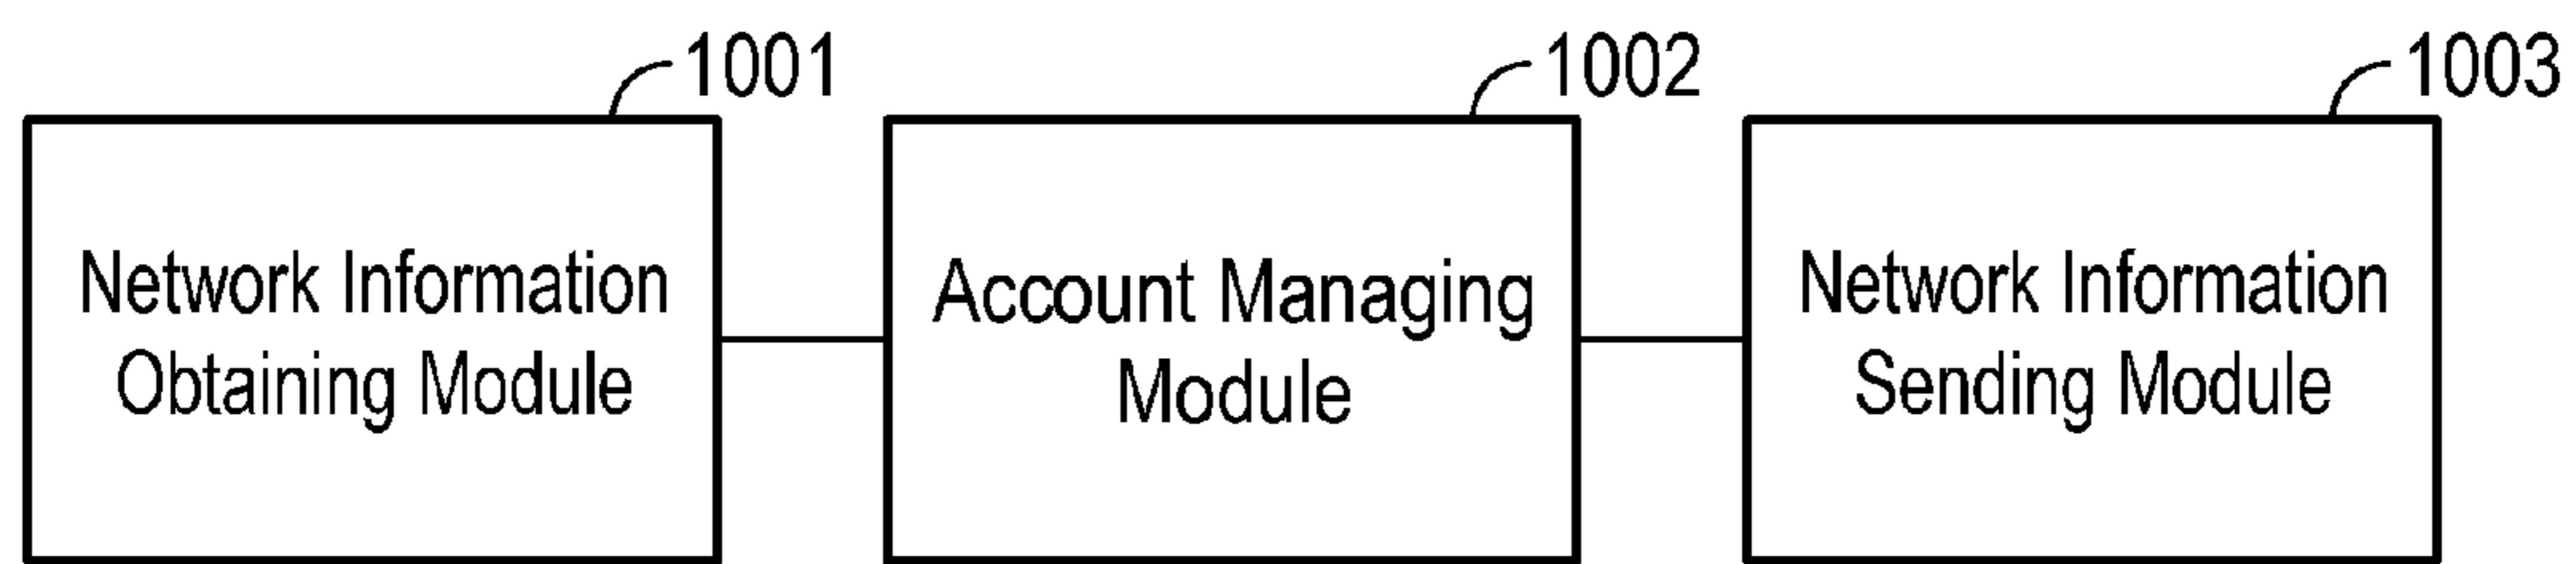 1001
1002
1003
Network Information
Obtaining Module
Account Managing
Module
Network Information
Sending Module